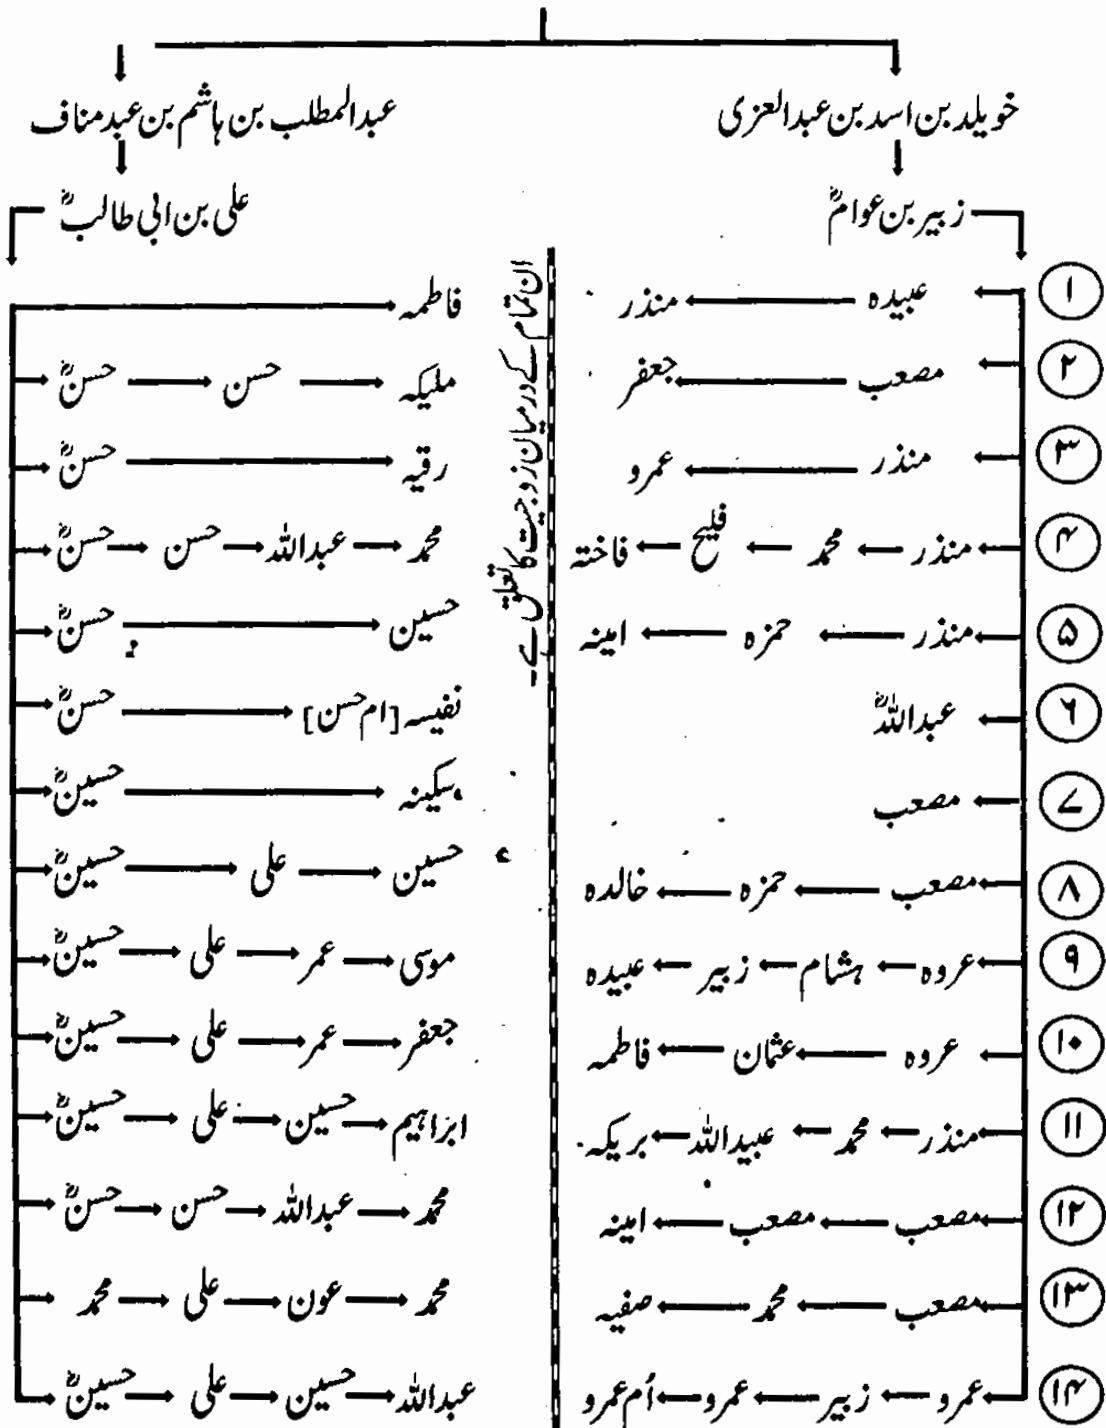 خویلد بن اسد بن عبدالعزی عبدالمطلب بن ہاشم بن عبدمناف
زبیر بن عوامؓ علی بن ابی طالبؓ
ان تمام کے درمیان زوجیت کا تعلق ہے۔
۱ عبیدہ منذر فاطمہ
۲ مصعب جعفر ملیکہ حسن حسنؓ
۳ منذر عمرو رقیہ حسنؓ
۴ منذر محمد فلیح فاختہ محمد عبداللہ حسن حسنؓ
۵ منذر حمزہ امینہ حسین حسنؓ
۶ عبداللہؓ نفیسہ [ام حسن] حسنؓ
۷ مصعب سکینہ حسینؓ
۸ مصعب حمزہ خالدہ حسین علی حسینؓ
۹ عروہ ہشام زبیر عبیدہ موسی عمر علی حسینؓ
۱۰ عروہ عثمان فاطمہ جعفر عمر علی حسینؓ
۱۱ منذر محمد عبیداللہ بریکہ ابراہیم حسین علی حسینؓ
۱۲ مصعب مصعب امینہ محمد عبداللہ حسن حسنؓ
۱۳ مصعب محمد صفیہ محمد عون علی محمد
۱۴ عمرو زبیر عمرو اُم عمرو عبداللہ حسین علی حسینؓ